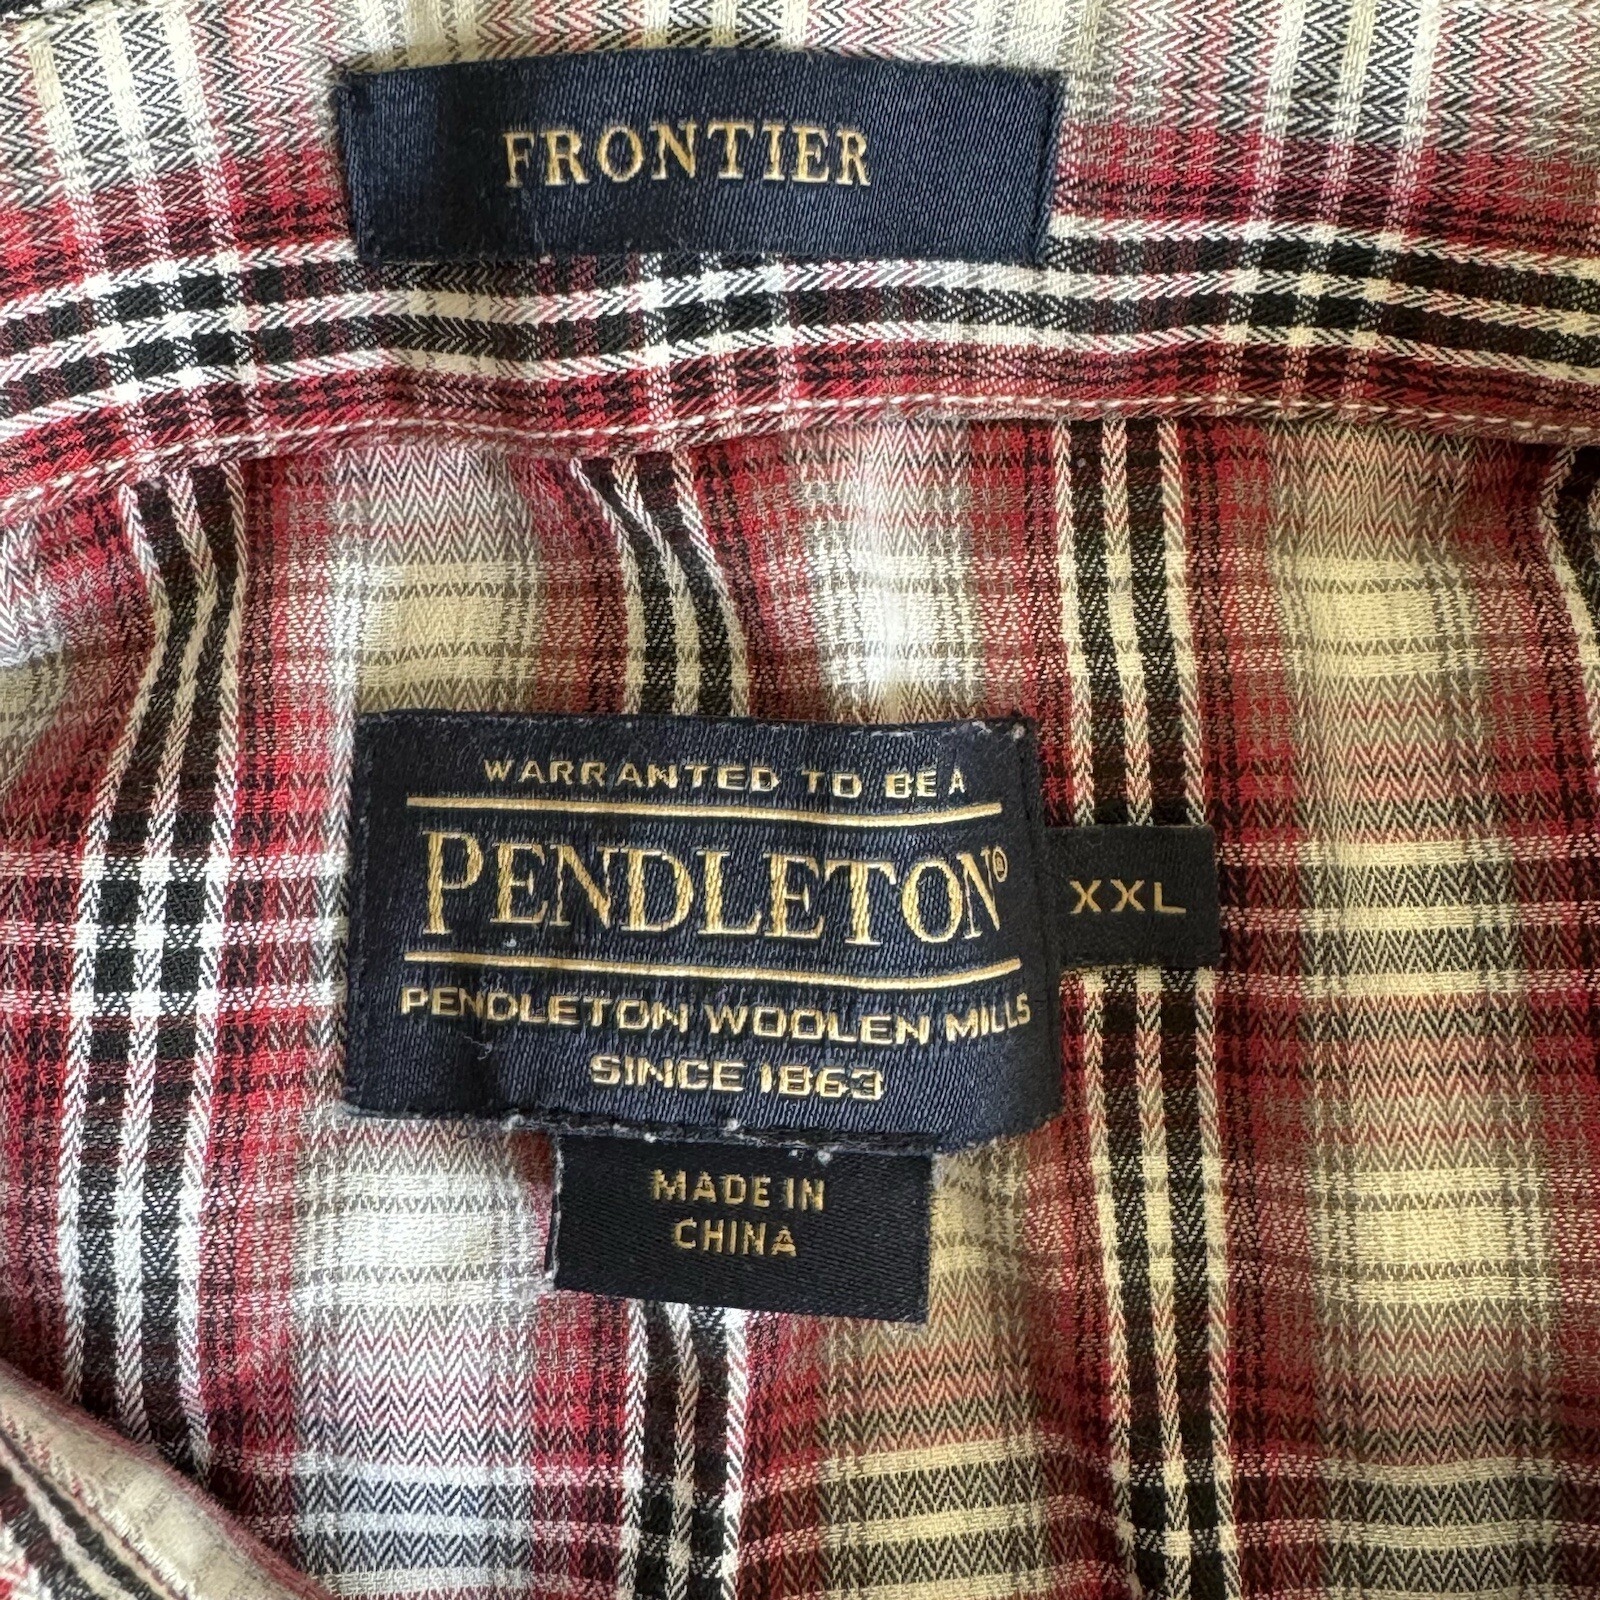 FRONTIER
WARRANTED TO BE A
PENDLETON®
XXL
PENDLETON WOOLEN MILLS
SINCE 1863
MADE IN
CHINA